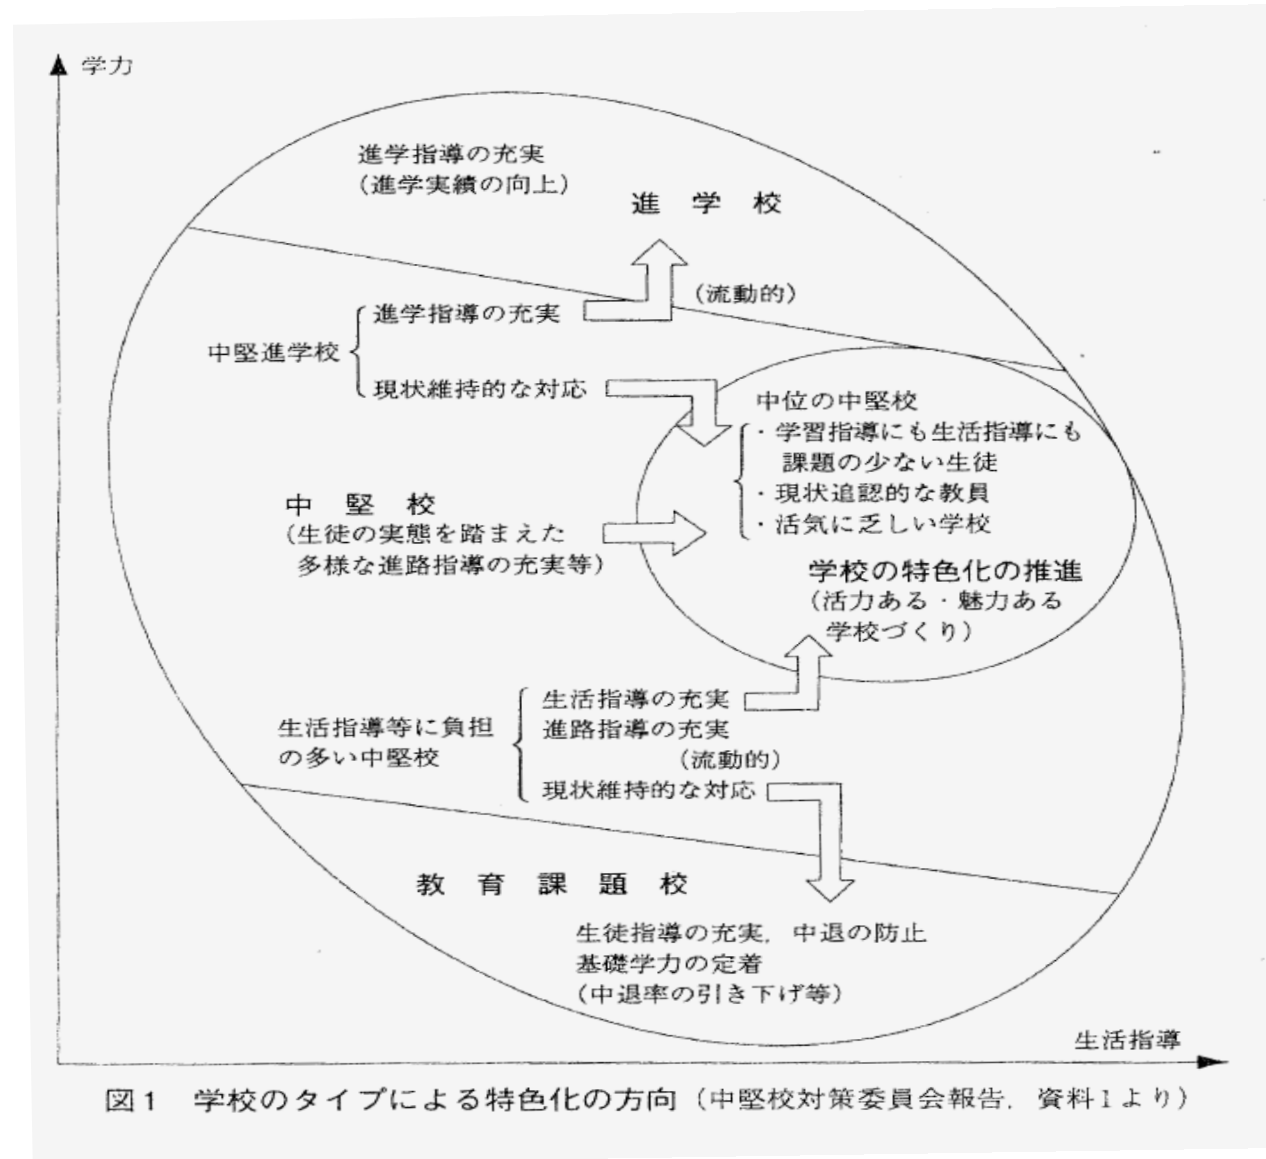 学力
進学指導の充実
(進学実績の向上)
進学校
(流動的)
進学指導の充実
中堅進学校
現状維持的な対応
中位の中堅校
・学習指導にも生活指導にも
課題の少ない生徒
・現状追認的な教員
・活気に乏しい学校
中堅校
(生徒の実態を踏まえた
多様な進路指導の充実等)
学校の特色化の推進
(活力ある・魅力ある
学校づくり)
生活指導の充実
生活指導等に負担
の多い中堅校
進路指導の充実
(流動的)
現状維持的な対応
教育課題校
生徒指導の充実,中退の防止
基礎学力の定着
(中退率の引き下げ等)
生活指導
図1 学校のタイプによる特色化の方向(中堅校対策委員会報告,資料1より)